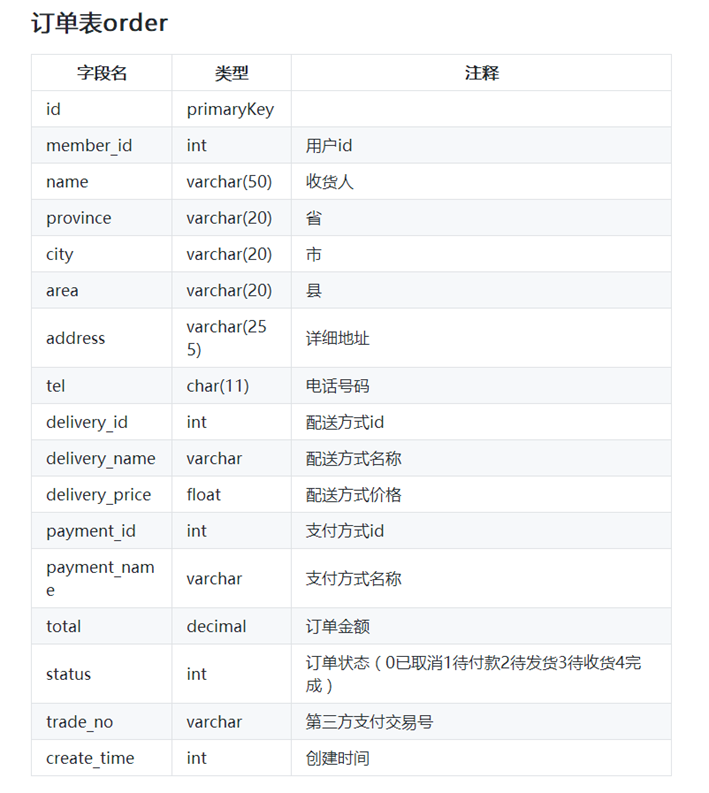 订单表order
字段名 类型 注释
id primaryKey
member_id int 用户id
name varchar(50) 收货人
province varchar(20) 省
city varchar(20) 市
area varchar(20) 县
address varchar(25
5) 详细地址
tel char(11) 电话号码
delivery_id int 配送方式id
delivery_name varchar 配送方式名称
delivery_price float 配送方式价格
payment_id int 支付方式id
payment_nam
e varchar 支付方式名称
total decimal 订单金额
status int 订单状态（0已取消1待付款2待发货3待收货4完
成）
trade_no varchar 第三方支付交易号
create_time int 创建时间